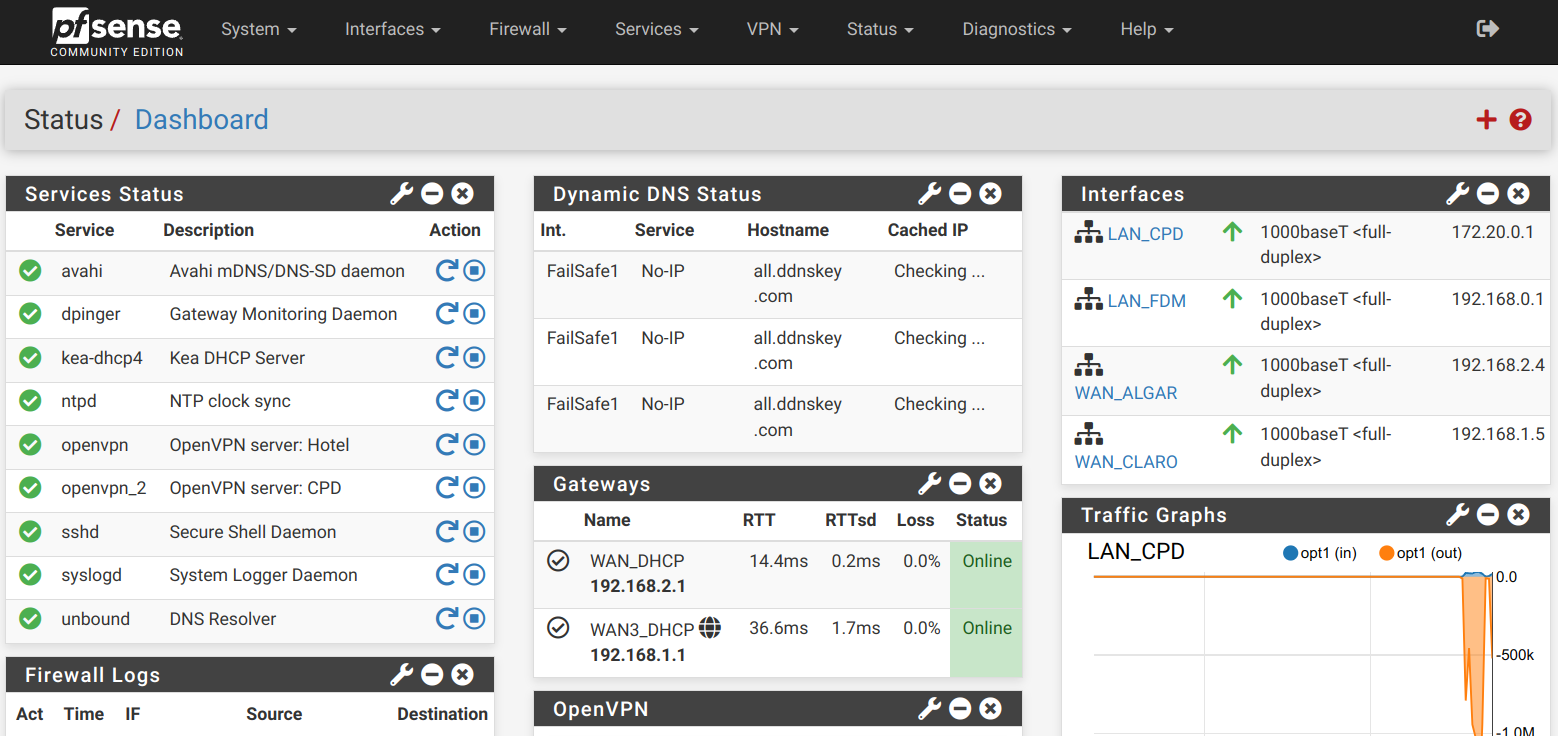 pfsense
COMMUNITY EDITION
System
Interfaces
Firewall
Services
VPN
Status
Diagnostics
Help
Status / Dashboard
Services Status
Service Description Action
avahi Avahi mDNS/DNS-SD daemon
dpinger Gateway Monitoring Daemon
kea-dhcp4 Kea DHCP Server
ntpd NTP clock sync
openvpn OpenVPN server: Hotel
openvpn_2 OpenVPN server: CPD
sshd Secure Shell Daemon
syslogd System Logger Daemon
unbound DNS Resolver
Firewall Logs
Act Time IF Source Destination
Dynamic DNS Status
Int. Service Hostname Cached IP
FailSafe1 No-IP all.ddnskey Checking ...
.com
FailSafe1 No-IP all.ddnskey Checking ...
.com
FailSafe1 No-IP all.ddnskey Checking ...
.com
Gateways
Name RTT RTTsd Loss Status
WAN_DHCP 14.4ms 0.2ms 0.0% Online
192.168.2.1
WAN3_DHCP 36.6ms 1.7ms 0.0% Online
192.168.1.1
OpenVPN
Interfaces
LAN_CPD 1000baseT <full- 172.20.0.1
duplex>
LAN_FDM 1000baseT <full- 192.168.0.1
duplex>
1000baseT <full- 192.168.2.4
WAN_ALGAR duplex>
1000baseT <full- 192.168.1.5
WAN_CLARO duplex>
Traffic Graphs
LAN_CPD opt1 (in) opt1 (out)
0.0
-500k
-1.0M